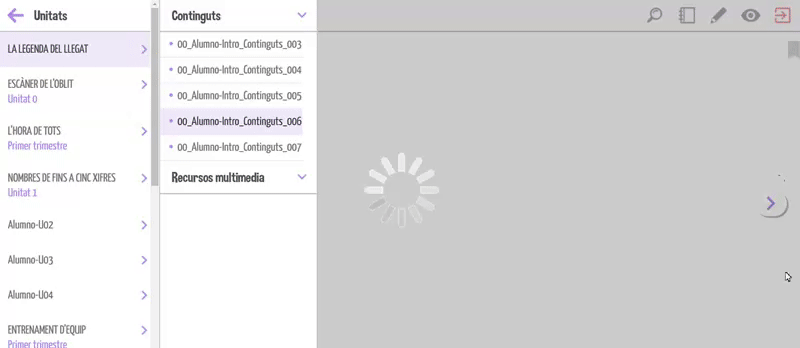 Unitats
LA LEGENDA DEL LLEGAT
ESCÀNER DE L'OBLIT
Unitat 0
L'HORA DE TOTS
Primer trimestre
NOMBRES DE FINS A CINC XIFRES
Unitat 1
Alumno-U02
Alumno-U03
Alumno-U04
ENTRENAMENT D'EQUIP
Primer trimestre
Continguts
00_Alumno-Intro_Continguts_003
00_Alumno-Intro_Continguts_004
00_Alumno-Intro_Continguts_005
00_Alumno-Intro_Continguts_006
00_Alumno-Intro_Continguts_007
Recursos multimedia